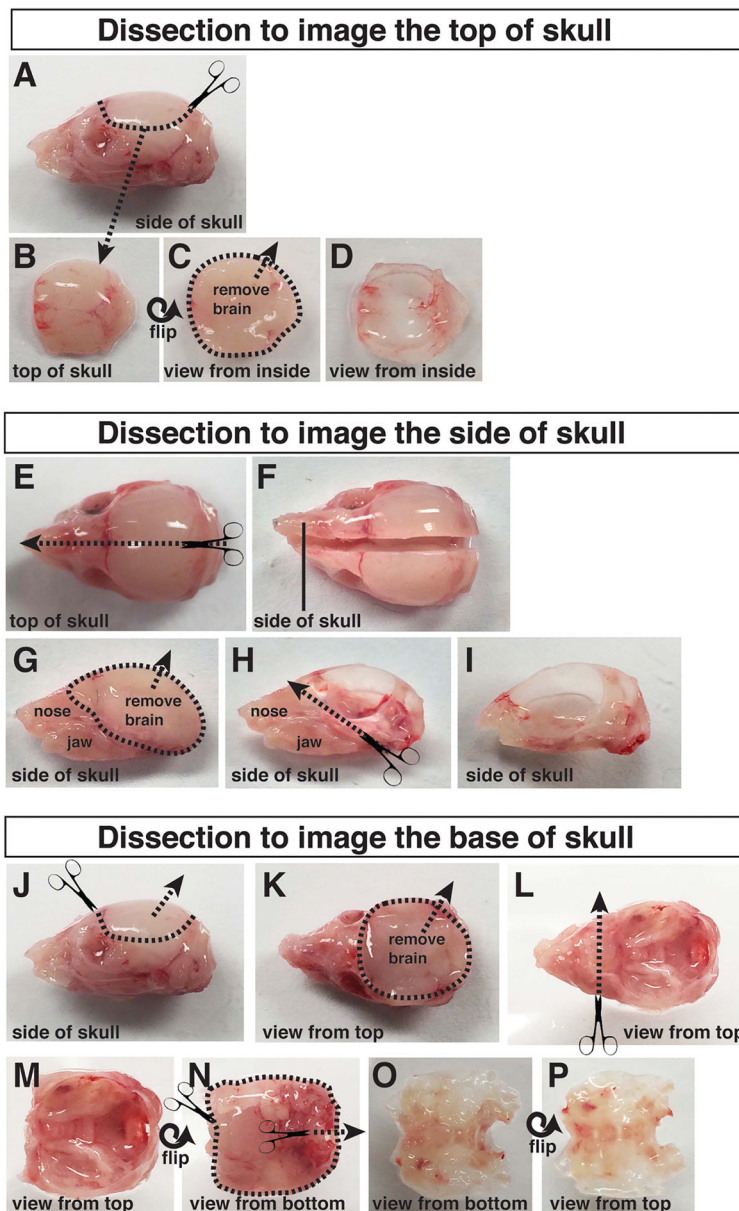 Dissection to image the top of skull
A
side of skull
B
top of skull
flip
C
remove
brain
view from inside
D
view from inside
Dissection to image the side of skull
E
top of skull
F
side of skull
G
remove
brain
nose
jaw
side of skull
H
nose
jaw
side of skull
I
side of skull
Dissection to image the base of skull
J
side of skull
K
remove
brain
view from top
L
view from top
M
view from top
flip
N
view from bottom
O
view from bottom
flip
P
view from top